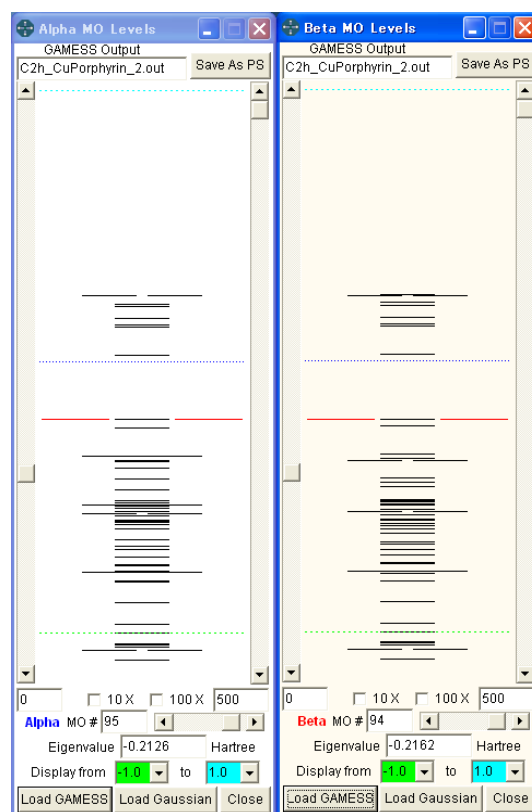 Alpha MO Levels
GAMESS Output
C2h_CuPorphyrin_2.out Save As PS
0 10 X 100 X 500
Alpha MO # 95
Eigenvalue -0.2126 Hartree
Display from -1.0 to 1.0
Load GAMESS Load Gaussian Close
Beta MO Levels
GAMESS Output
C2h_CuPorphyrin_2.out Save As PS
0 10 X 100 X 500
Beta MO # 94
Eigenvalue -0.2162 Hartree
Display from -1.0 to 1.0
Load GAMESS Load Gaussian Close